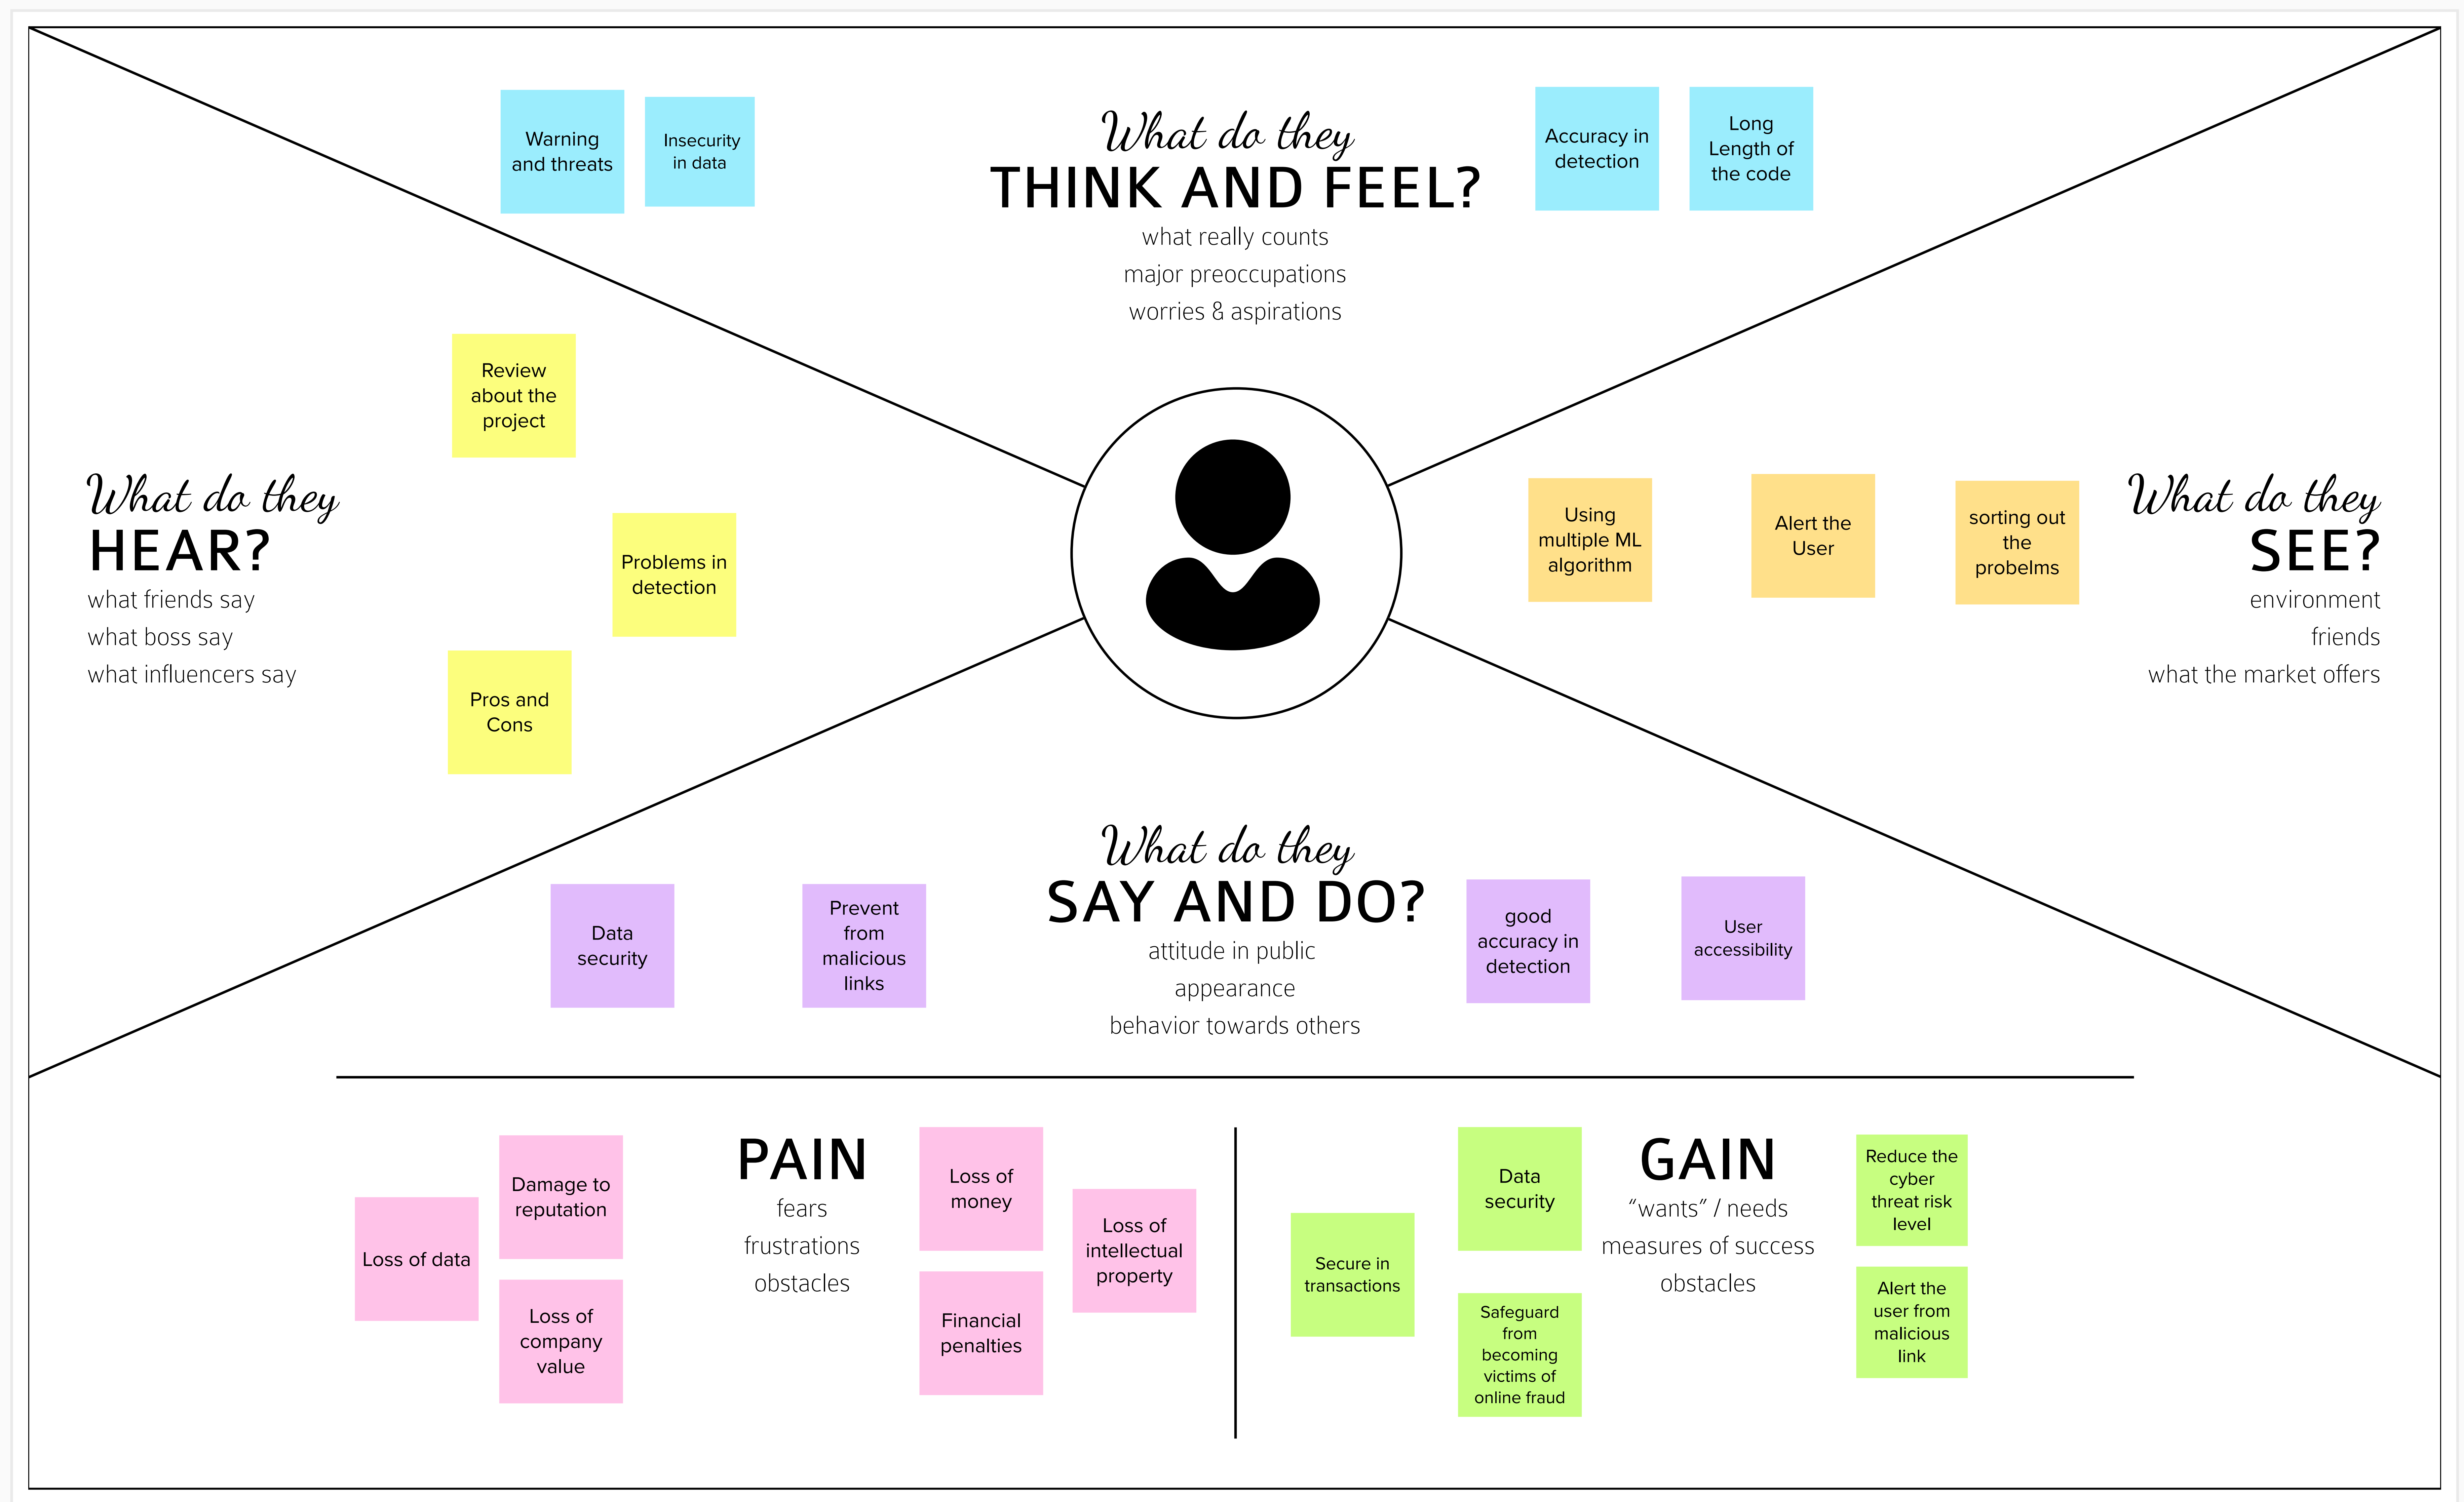 Warning
and threats
Insecurity
in data
What do they
THINK AND FEEL?
what really counts
major preoccupations
worries & aspirations
Accuracy in
detection
Long
Length of
the code
What do they
HEAR?
what friends say
what boss say
what influencers say
Review
about the
project
Problems in
detection
Pros and
Cons
Using
multiple ML
algorithm
Alert the
User
sorting out
the
probelms
What do they
SEE?
environment
friends
what the market offers
Data
security
Prevent
from
malicious
links
What do they
SAY AND DO?
attitude in public
appearance
behavior towards others
good
accuracy in
detection
User
accessibility
Loss of data
Damage to
reputation
Loss of
company
value
PAIN
fears
frustrations
obstacles
Loss of
money
Financial
penalties
Loss of
intellectual
property
Secure in
transactions
Data
security
Safeguard
from
becoming
victims of
online fraud
GAIN
“wants” / needs
measures of success
obstacles
Reduce the
cyber
threat risk
level
Alert the
user from
malicious
link